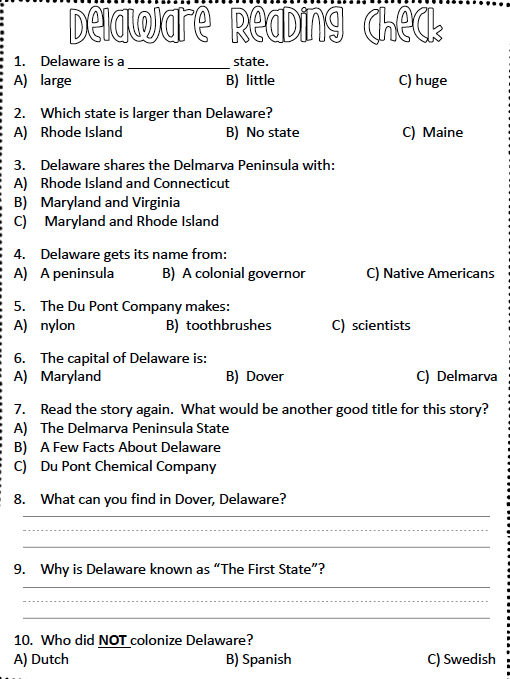 Delaware Reading Check
1. Delaware is a _____________ state.
A) large B) little C) huge
2. Which state is larger than Delaware?
A) Rhode Island B) No state C) Maine
3. Delaware shares the Delmarva Peninsula with:
A) Rhode Island and Connecticut
B) Maryland and Virginia
C) Maryland and Rhode Island
4. Delaware gets its name from:
A) A peninsula B) A colonial governor C) Native Americans
5. The Du Pont Company makes:
A) nylon B) toothbrushes C) scientists
6. The capital of Delaware is:
A) Maryland B) Dover C) Delmarva
7. Read the story again. What would be another good title for this story?
A) The Delmarva Peninsula State
B) A Few Facts About Delaware
C) Du Pont Chemical Company
8. What can you find in Dover, Delaware?
9. Why is Delaware known as “The First State”?
10. Who did NOT colonize Delaware?
A) Dutch B) Spanish C) Swedish